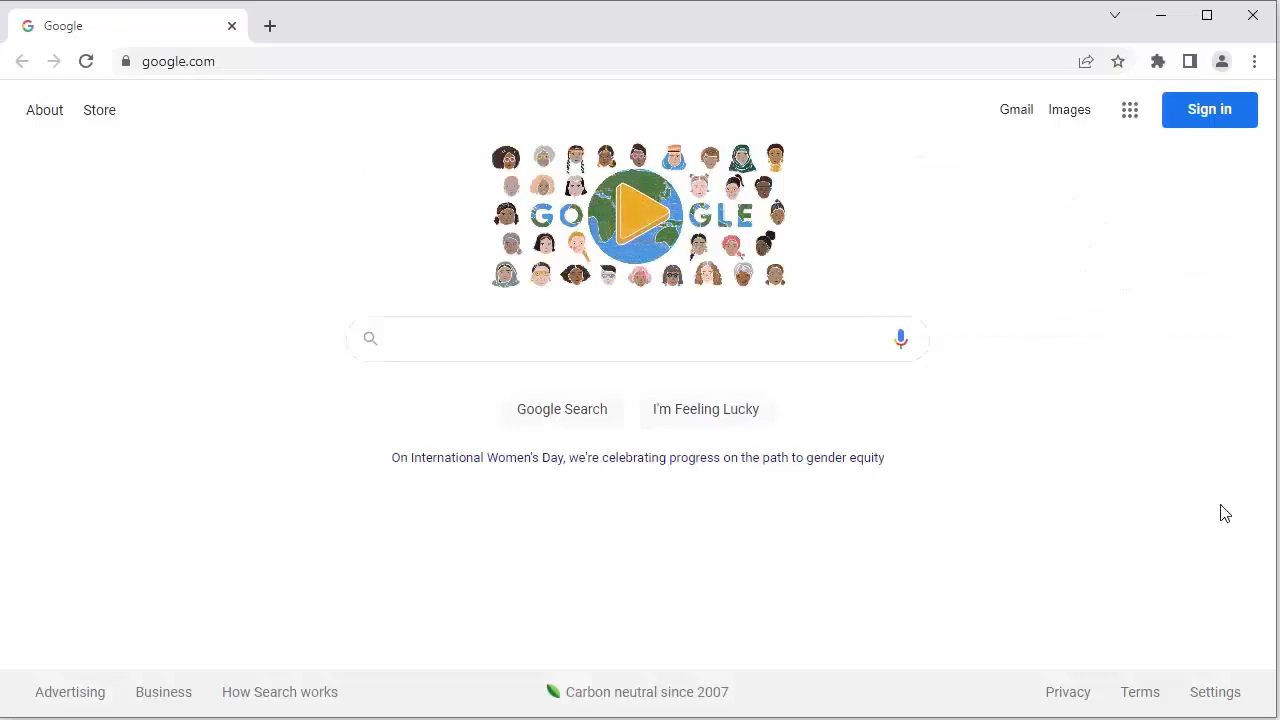 Google
google.com
About Store
Gmail Images
Sign in
GO GLE
Google Search
I'm Feeling Lucky
On International Women's Day, we're celebrating progress on the path to gender equity
Advertising Business How Search works
Carbon neutral since 2007
Privacy Terms Settings